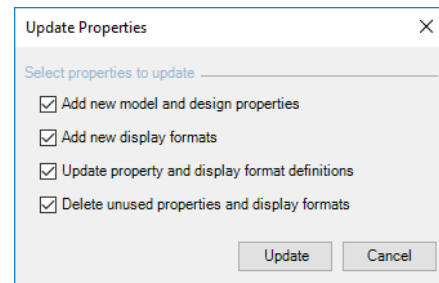 Update Properties
Select properties to update
Add new model and design properties
Add new display formats
Update property and display format definitions
Delete unused properties and display formats
Update Cancel